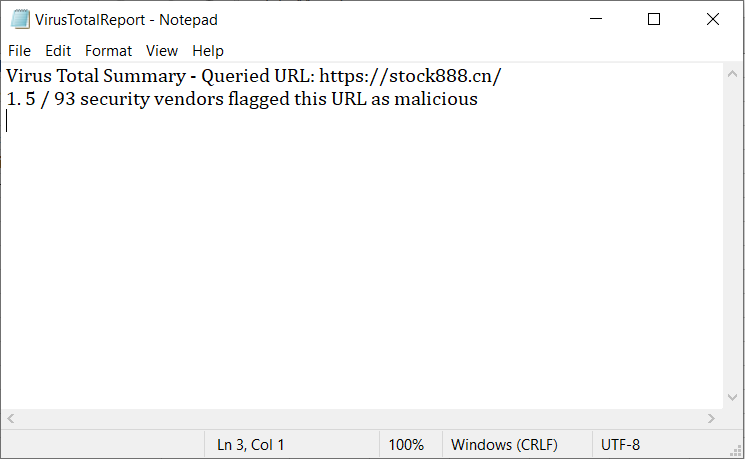 VirusTotalReport - Notepad
File Edit Format View Help
Virus Total Summary - Queried URL: https://stock888.cn/
1. 5 / 93 security vendors flagged this URL as malicious
Ln 3, Col 1 100% Windows (CRLF) UTF-8